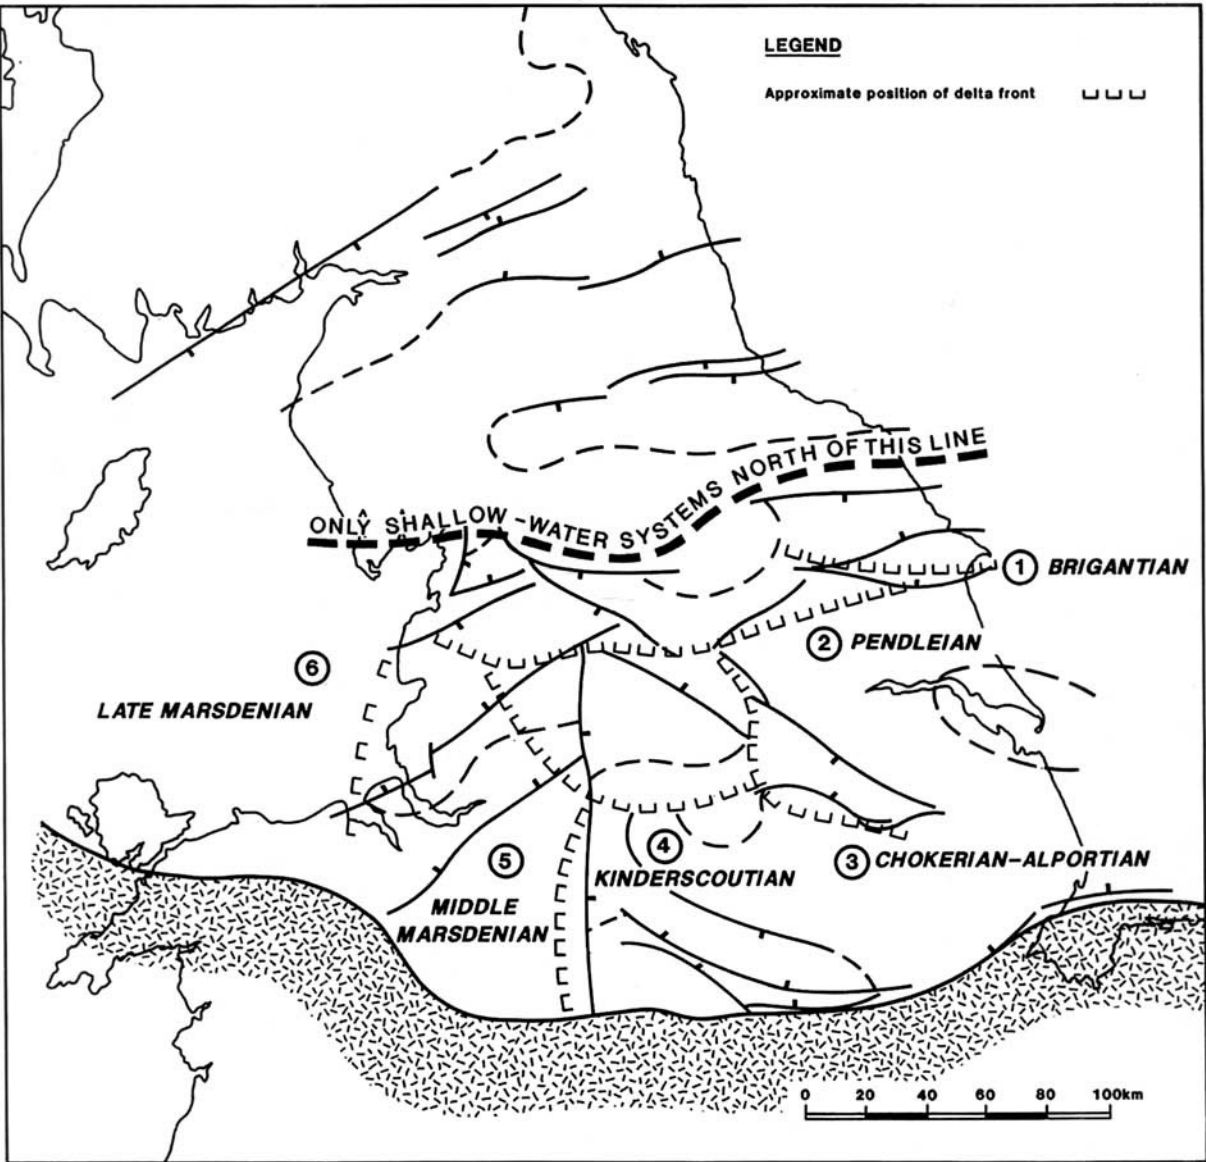 LEGEND
Approximate position of delta front
ONLY SHALLOW-WATER SYSTEMS NORTH OF THIS LINE
1 BRIGANTIAN
2 PENDLEIAN
6
LATE MARSDENIAN
3 CHOKERIAN-ALPORTIAN
4
KINDERSCOUTIAN
5
MIDDLE
MARSDENIAN
0 20 40 60 80 100km